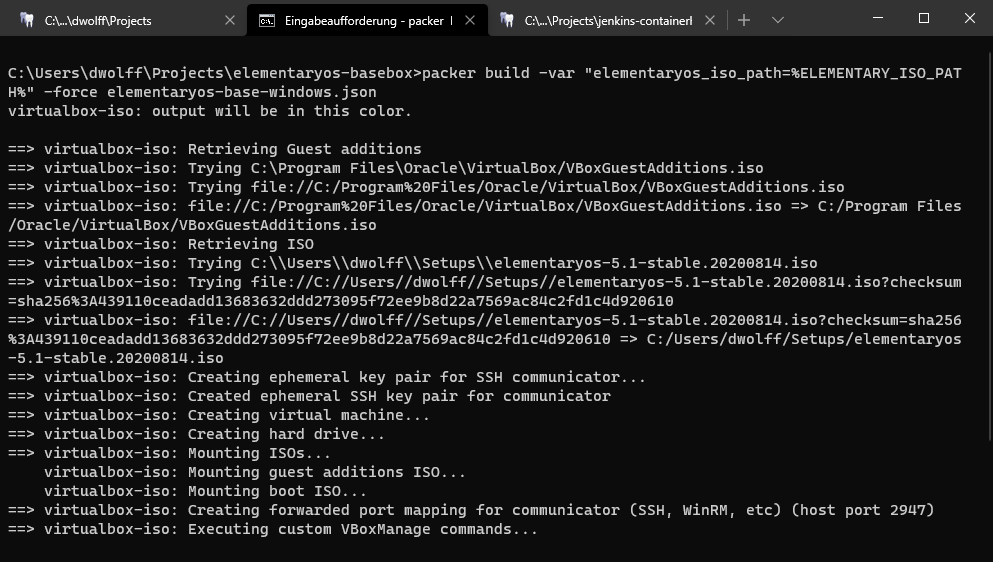 C:\...\dwolff\Projects
Eingabeaufforderung - packer
C:\...\Projects\jenkins-container
C:\Users\dwolff\Projects\elementaryos-basebox>packer build -var "elementaryos_iso_path=%ELEMENTARY_ISO_PAT
H%" -force elementaryos-base-windows.json
virtualbox-iso: output will be in this color.
==> virtualbox-iso: Retrieving Guest additions
==> virtualbox-iso: Trying C:\Program Files\Oracle\VirtualBox/VBoxGuestAdditions.iso
==> virtualbox-iso: Trying file://C:/Program%20Files/Oracle/VirtualBox/VBoxGuestAdditions.iso
==> virtualbox-iso: file://C:/Program%20Files/Oracle/VirtualBox/VBoxGuestAdditions.iso => C:/Program Files
/Oracle/VirtualBox/VBoxGuestAdditions.iso
==> virtualbox-iso: Retrieving ISO
==> virtualbox-iso: Trying C:\\Users\\dwolff\\Setups\\elementaryos-5.1-stable.20200814.iso
==> virtualbox-iso: Trying file://C://Users//dwolff//Setups//elementaryos-5.1-stable.20200814.iso?checksum
=sha256%3A439110ceadadd13683632ddd273095f72ee9b8d22a7569ac84c2fd1c4d920610
==> virtualbox-iso: file://C://Users//dwolff//Setups//elementaryos-5.1-stable.20200814.iso?checksum=sha256
%3A439110ceadadd13683632ddd273095f72ee9b8d22a7569ac84c2fd1c4d920610 => C:/Users/dwolff/Setups/elementaryos
-5.1-stable.20200814.iso
==> virtualbox-iso: Creating ephemeral key pair for SSH communicator...
==> virtualbox-iso: Created ephemeral SSH key pair for communicator
==> virtualbox-iso: Creating virtual machine...
==> virtualbox-iso: Creating hard drive...
==> virtualbox-iso: Mounting ISOs...
    virtualbox-iso: Mounting guest additions ISO...
    virtualbox-iso: Mounting boot ISO...
==> virtualbox-iso: Creating forwarded port mapping for communicator (SSH, WinRM, etc) (host port 2947)
==> virtualbox-iso: Executing custom VBoxManage commands...